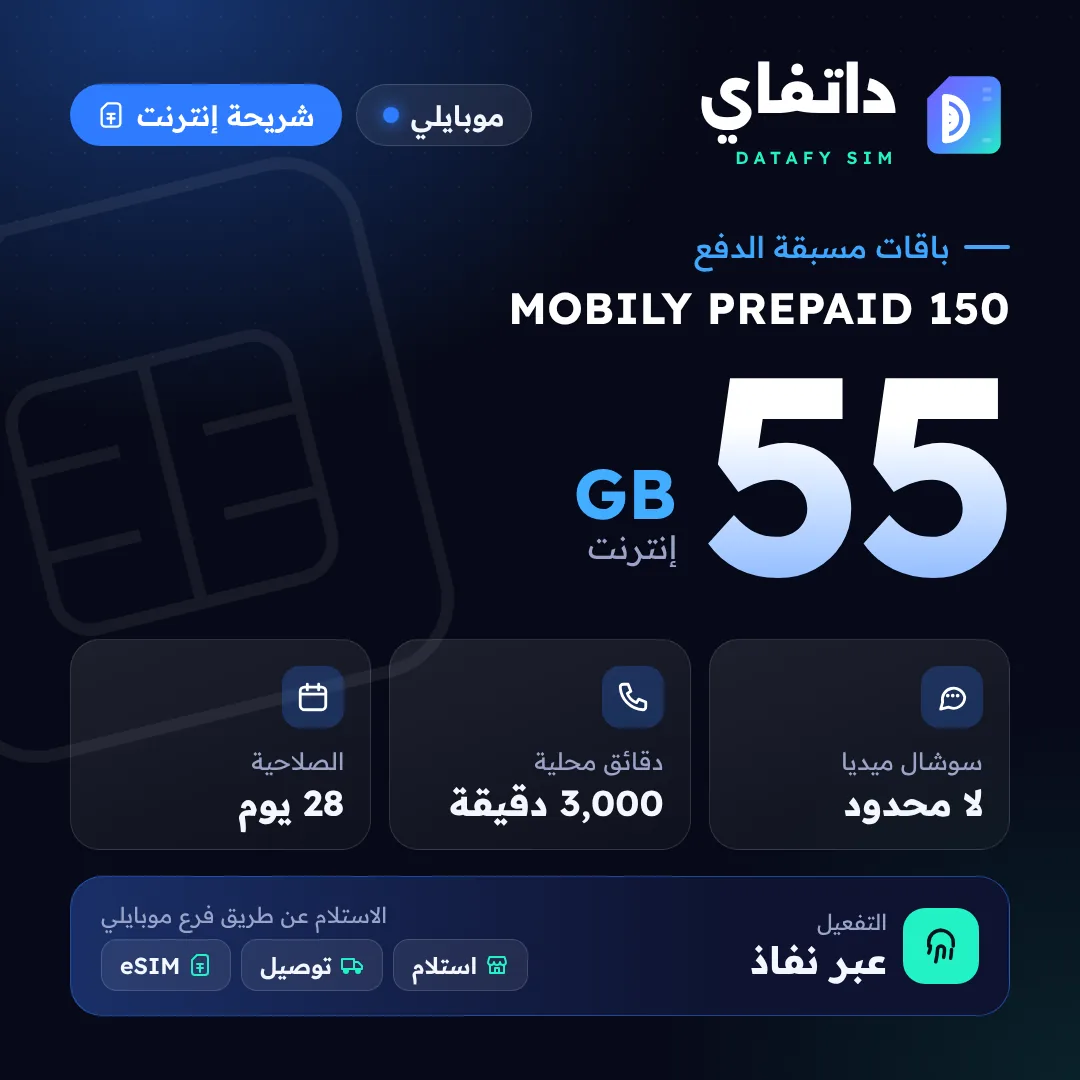 داتفاي
DATAFY SIM
موبايلي
شريحة إنترنت
باقات مسبقة الدفع
MOBILY PREPAID 150
55
GB
إنترنت
سوشال ميديا
لا محدود
دقائق محلية
3,000 دقيقة
الصلاحية
28 يوم
التفعيل
عبر نفاذ
الاستلام عن طريق فرع موبايلي
استلام
توصيل
eSIM